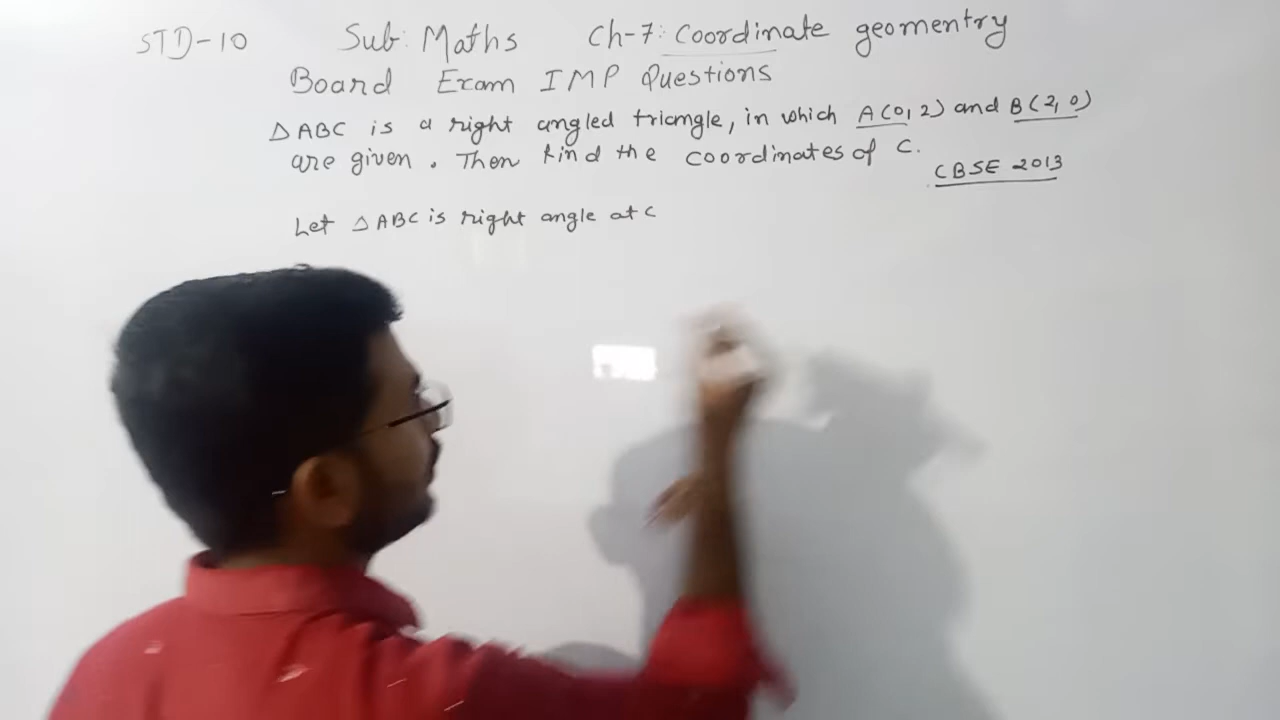 STD-10 Sub: Maths Ch-7: Coordinate geomentry
Board Exam IMP Questions
△ABC is a right angled triangle, in which A(0,2) and B(2,0)
are given. Then find the coordinates of C.
CBSE 2013
Let △ABC is right angle at C